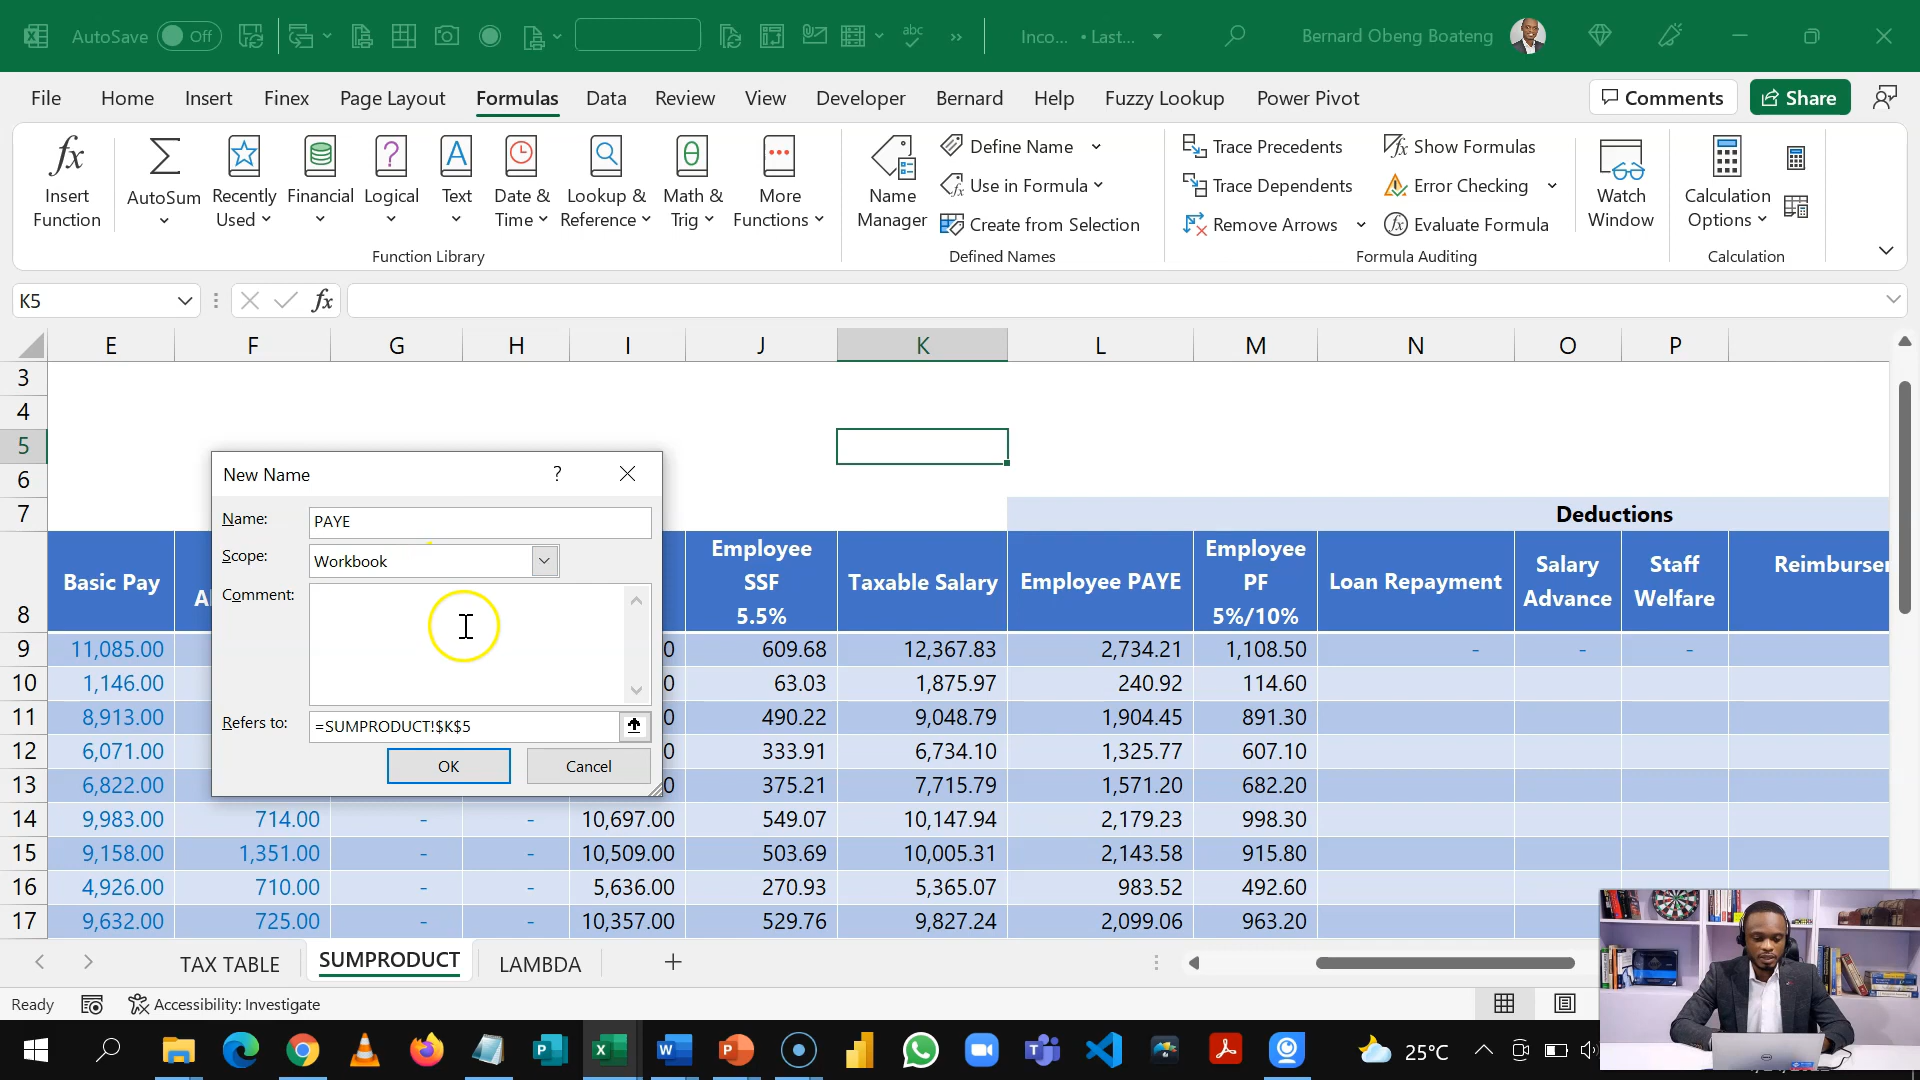 AutoSave Off Inco... • Last... Bernard Obeng Boateng
File Home Insert Finex Page Layout Formulas Data Review View Developer Bernard Help Fuzzy Lookup Power Pivot Comments Share
Insert Function
AutoSum
Recently Used
Financial
Logical
Text
Date & Time
Lookup & Reference
Math & Trig
More Functions
Function Library
Name Manager
Define Name
Use in Formula
Create from Selection
Defined Names
Trace Precedents
Trace Dependents
Remove Arrows
Show Formulas
Error Checking
Evaluate Formula
Formula Auditing
Watch Window
Calculation Options
Calculation
K5 fx
E F G H I J K L M N O P
3
4
5
6
7 Deductions
8 Basic Pay Employee SSF 5.5% Taxable Salary Employee PAYE Employee PF 5%/10% Loan Repayment Salary Advance Staff Welfare
9 11,085.00 0 609.68 12,367.83 2,734.21 1,108.50 - - -
10 1,146.00 0 63.03 1,875.97 240.92 114.60
11 8,913.00 0 490.22 9,048.79 1,904.45 891.30
12 6,071.00 0 333.91 6,734.10 1,325.77 607.10
13 6,822.00 0 375.21 7,715.79 1,571.20 682.20
14 9,983.00 714.00 - - 10,697.00 549.07 10,147.94 2,179.23 998.30
15 9,158.00 1,351.00 - - 10,509.00 503.69 10,005.31 2,143.58 915.80
16 4,926.00 710.00 - - 5,636.00 270.93 5,365.07 983.52 492.60
17 9,632.00 725.00 - - 10,357.00 529.76 9,827.24 2,099.06 963.20
New Name ?
Name: PAYE
Scope: Workbook
Comment:
Refers to: =SUMPRODUCT!$K$5
OK Cancel
TAX TABLE SUMPRODUCT LAMBDA
Ready Accessibility: Investigate
25°C